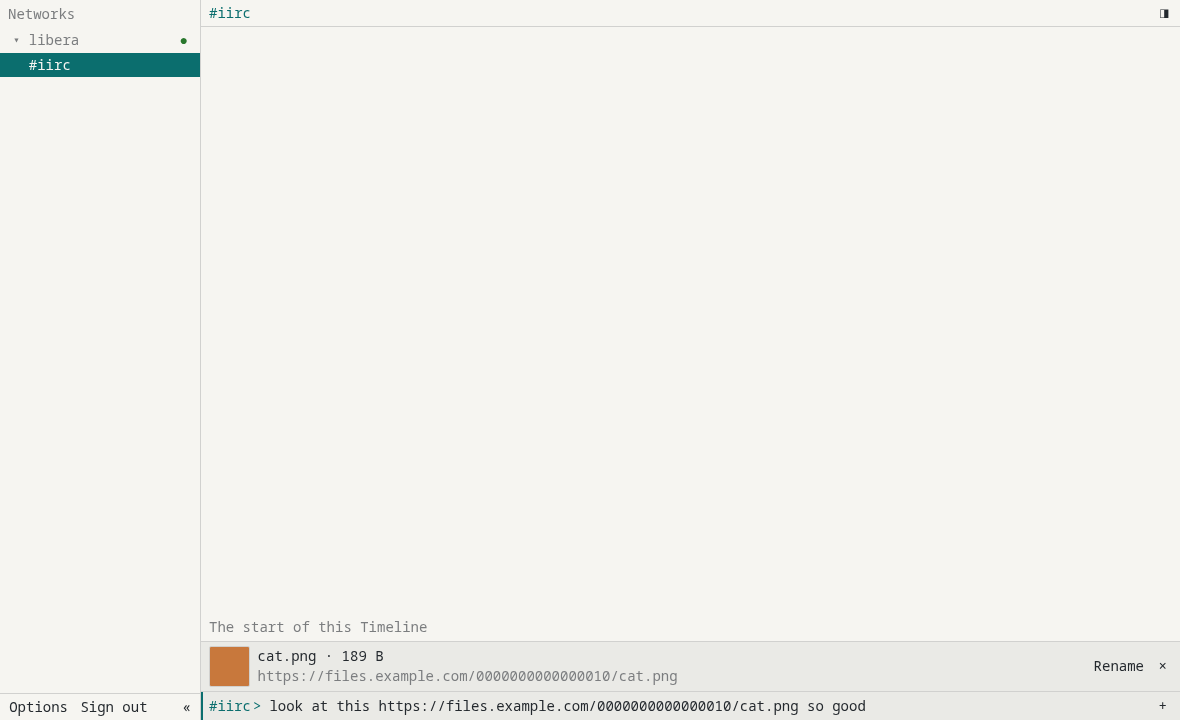 Networks
▾ libera ●
#iirc
Options Sign out «
#iirc ◨
The start of this Timeline
cat.png · 189 B
https://files.example.com/0000000000000010/cat.png
Rename ×
#iirc> look at this https://files.example.com/0000000000000010/cat.png so good +